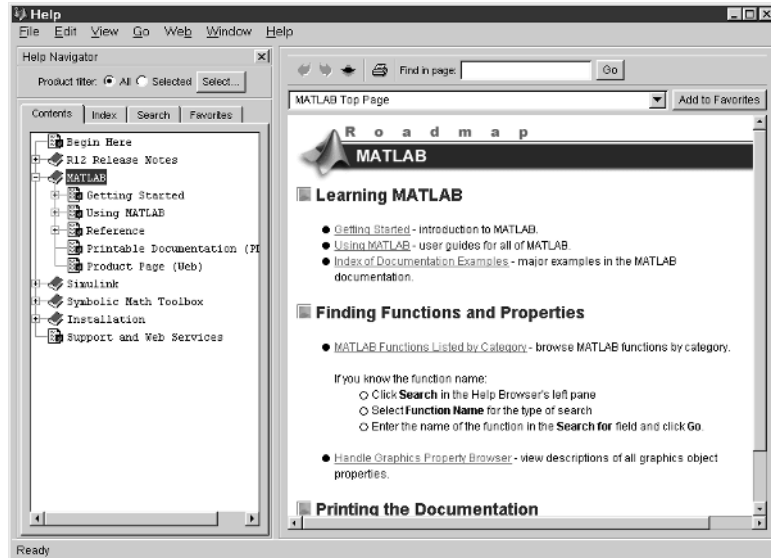 Help
File Edit View Go Web Window Help
Help Navigator
Product filter: All Selected Select...
Contents Index Search Favorites
Begin Here
R12 Release Notes
MATLAB
Getting Started
Using MATLAB
Reference
Printable Documentation (PD
Product Page (Web)
Simulink
Symbolic Math Toolbox
Installation
Support and Web Services
Find in page: Go
MATLAB Top Page Add to Favorites
Roadmap
MATLAB
Learning MATLAB
Getting Started - introduction to MATLAB.
Using MATLAB - user guides for all of MATLAB.
Index of Documentation Examples - major examples in the MATLAB
documentation.
Finding Functions and Properties
MATLAB Functions Listed by Category - browse MATLAB functions by category.
If you know the function name:
Click Search in the Help Browser's left pane
Select Function Name for the type of search
Enter the name of the function in the Search for field and click Go.
Handle Graphics Property Browser - view descriptions of all graphics object
properties.
Printing the Documentation
Ready